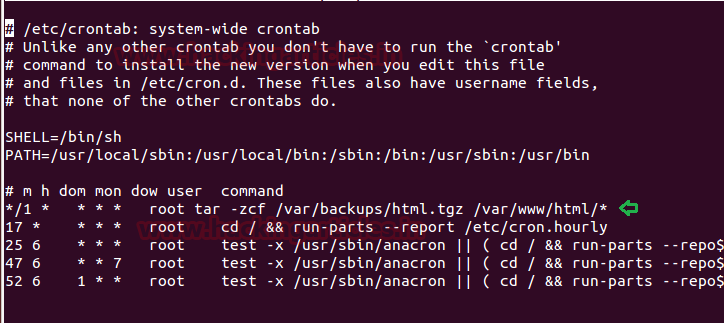 # /etc/crontab: system-wide crontab
# Unlike any other crontab you don't have to run the `crontab'
# command to install the new version when you edit this file
# and files in /etc/cron.d. These files also have username fields,
# that none of the other crontabs do.
SHELL=/bin/sh
PATH=/usr/local/sbin:/usr/local/bin:/sbin:/bin:/usr/sbin:/usr/bin
# m h dom mon dow user  command
*/1 *   * * *   root tar -zcf /var/backups/html.tgz /var/www/html/*
17 *    * * *   root    cd / && run-parts --report /etc/cron.hourly
25 6    * * *   root    test -x /usr/sbin/anacron || ( cd / && run-parts --repo$
47 6    * * 7   root    test -x /usr/sbin/anacron || ( cd / && run-parts --repo$
52 6    1 * *   root    test -x /usr/sbin/anacron || ( cd / && run-parts --repo$